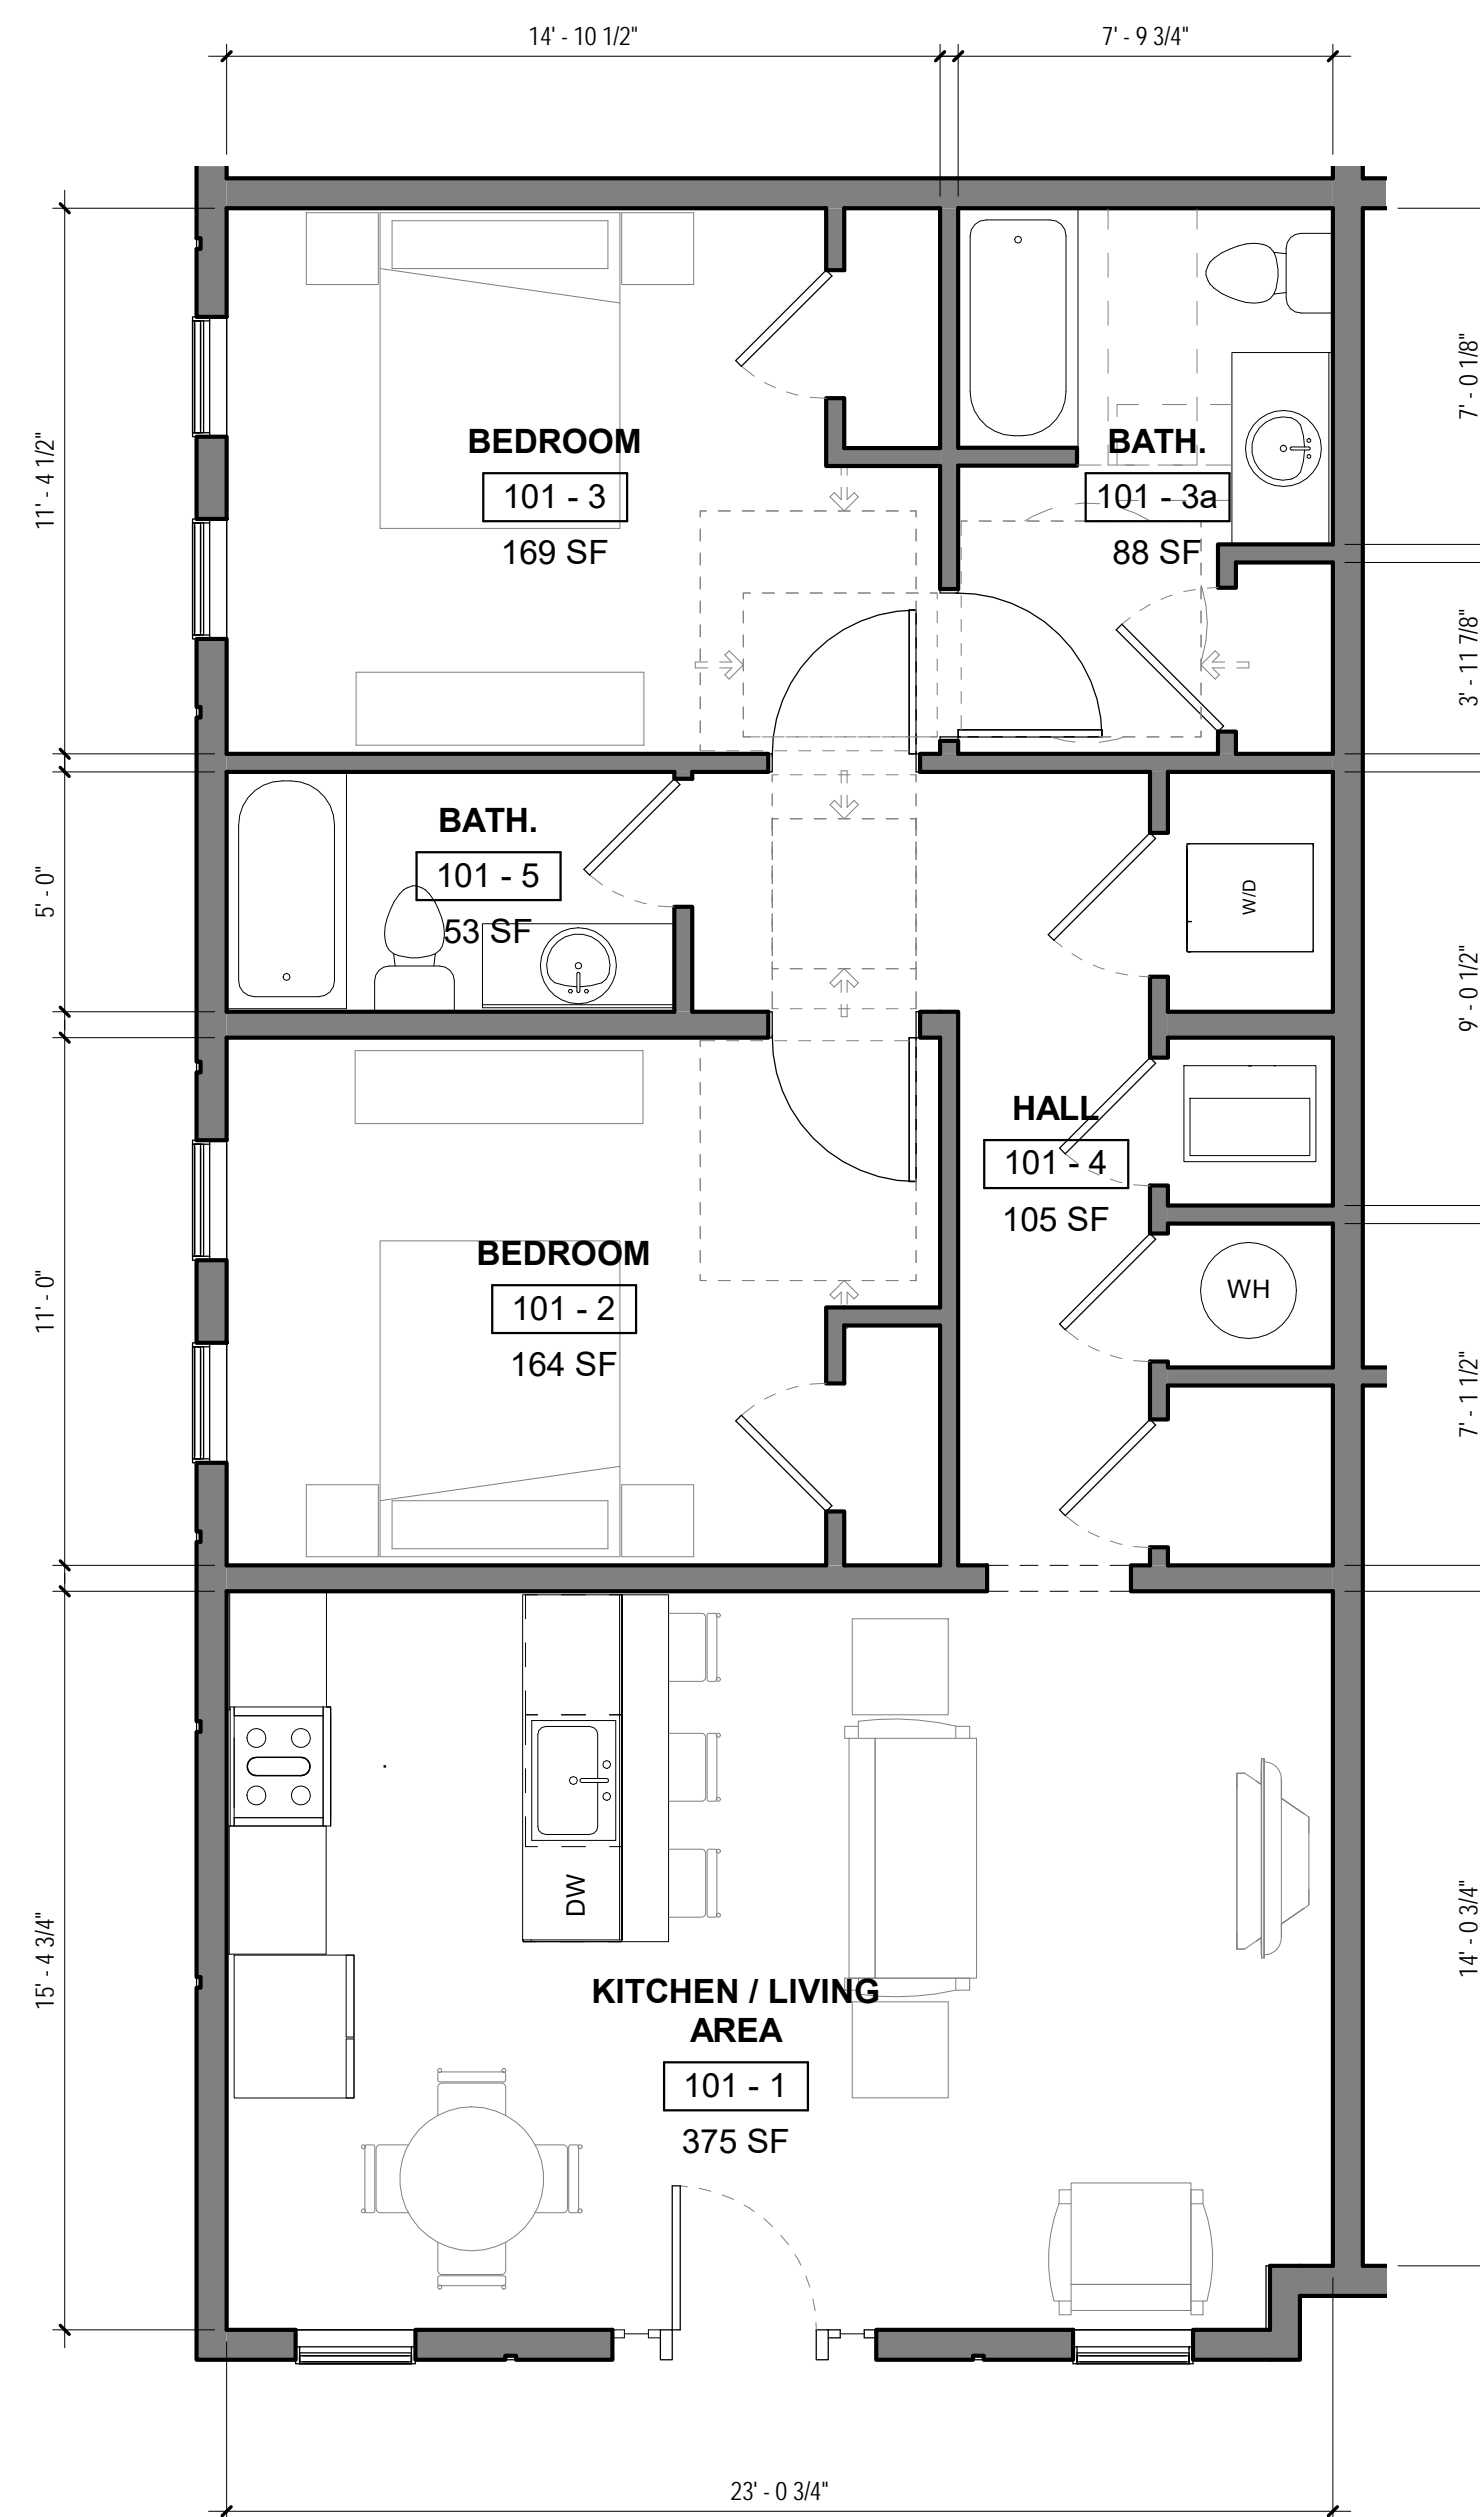 14' - 10 1/2"
7' - 9 3/4"
11' - 4 1/2"
7' - 0 1/8"
BEDROOM
101 - 3
169 SF
BATH.
101 - 3a
88 SF
3' - 11 7/8"
BATH.
101 - 5
53 SF
5' - 0"
W/D
9' - 0 1/2"
HALL
101 - 4
105 SF
BEDROOM
101 - 2
164 SF
11' - 0"
WH
7' - 1 1/2"
DW
15' - 4 3/4"
14' - 0 3/4"
KITCHEN / LIVING
AREA
101 - 1
375 SF
23' - 0 3/4"